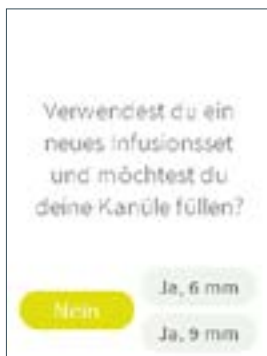 Verwendest du ein
neues Infusionsset
und möchtest du
deine Kanüle füllen?
Ja, 6 mm
Nein
Ja, 9 mm